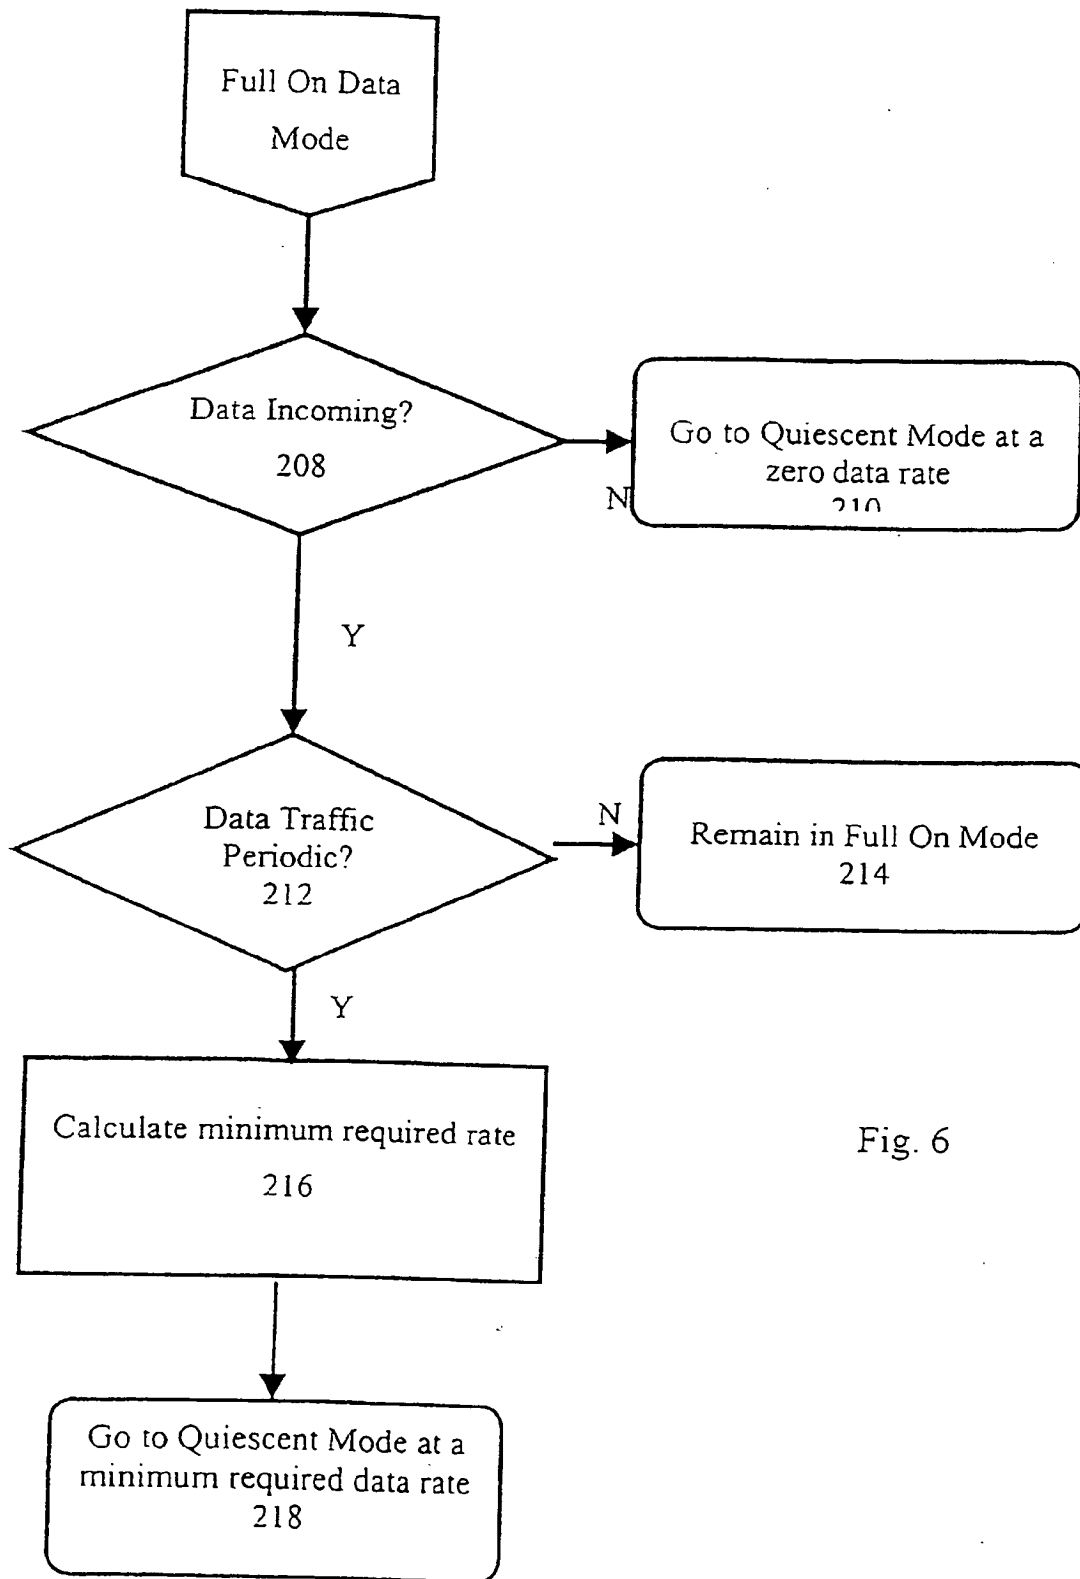 Full On Data
Mode
Data Incoming?
208
N
Go to Quiescent Mode at a
zero data rate
210
Y
Data Traffic
Periodic?
212
N
Remain in Full On Mode
214
Y
Calculate minimum required rate
216
Fig. 6
Go to Quiescent Mode at a
minimum required data rate
218